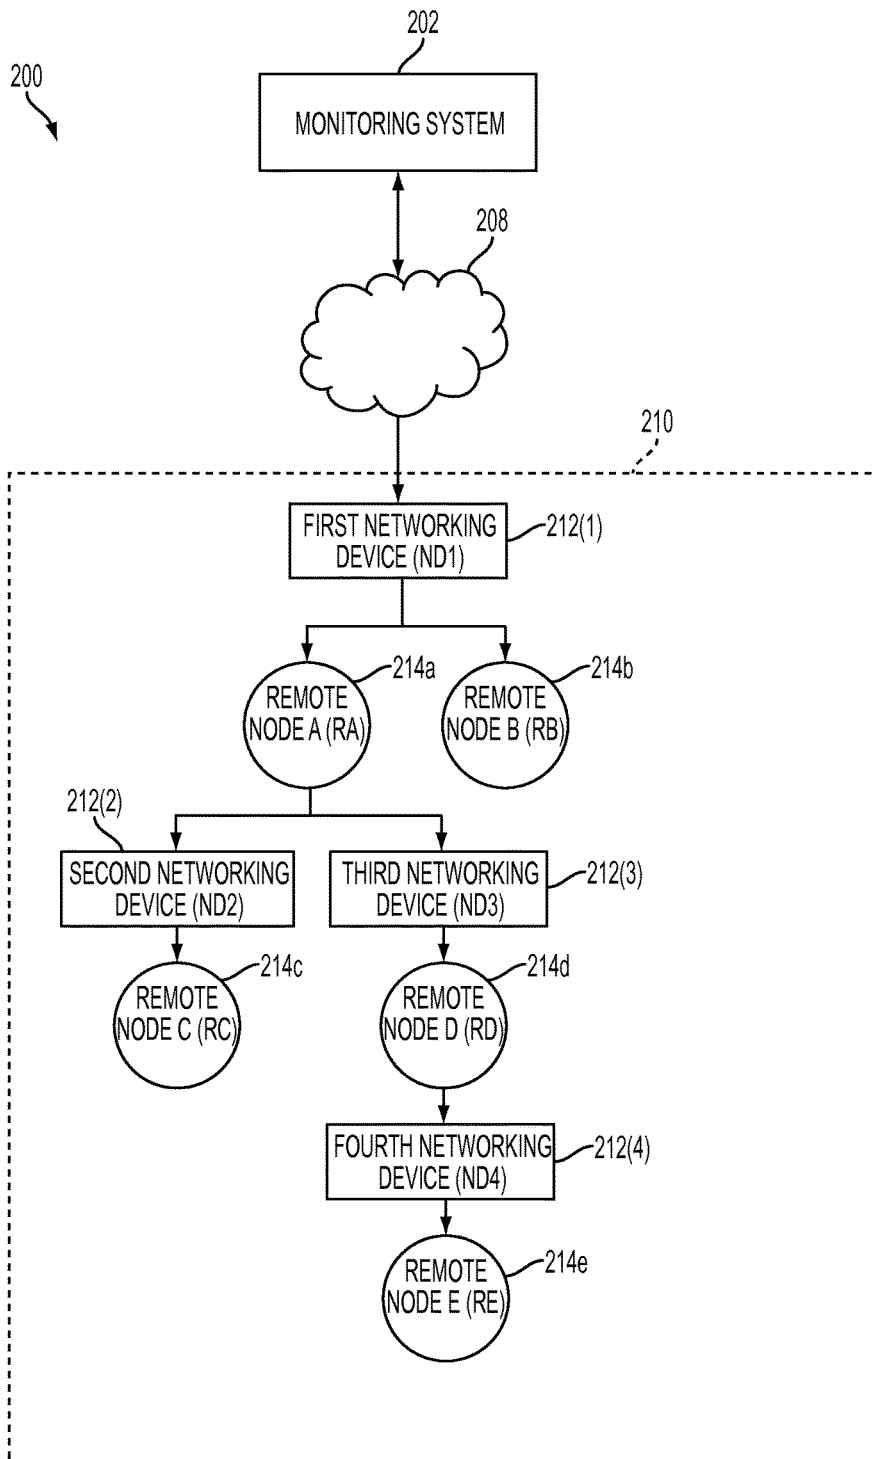 202
200
MONITORING SYSTEM
208
210
FIRST NETWORKING
DEVICE (ND1)
212(1)
214a
214b
REMOTE
NODE A (RA)
REMOTE
NODE B (RB)
212(2)
SECOND NETWORKING
DEVICE (ND2)
THIRD NETWORKING
DEVICE (ND3)
212(3)
214c
214d
REMOTE
NODE C (RC)
REMOTE
NODE D (RD)
FOURTH NETWORKING
DEVICE (ND4)
212(4)
214e
REMOTE
NODE E (RE)